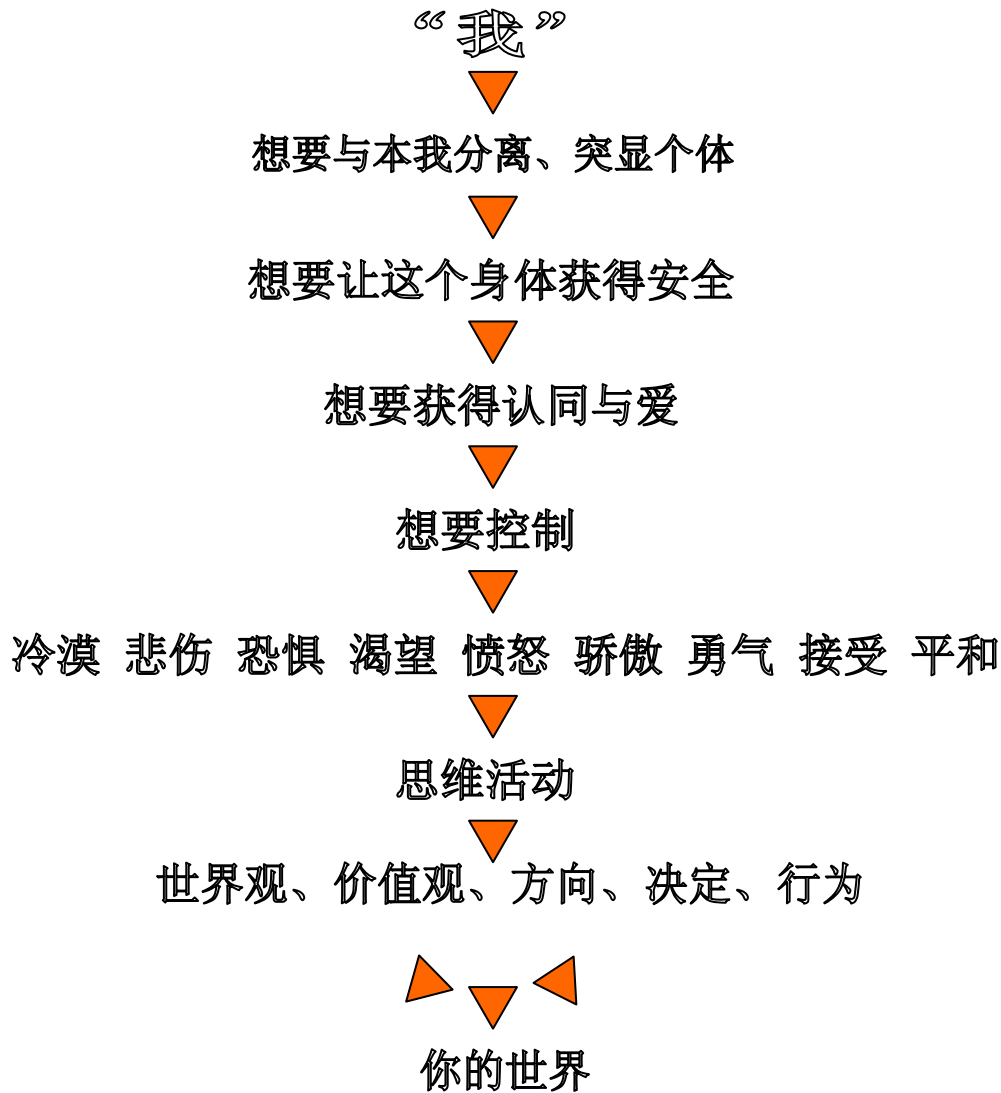 “我”
想要与本我分离、突显个体
想要让这个身体获得安全
想要获得认同与爱
想要控制
冷漠 悲伤 恐惧 渴望 愤怒 骄傲 勇气 接受 平和
思维活动
世界观、价值观、方向、决定、行为
你的世界